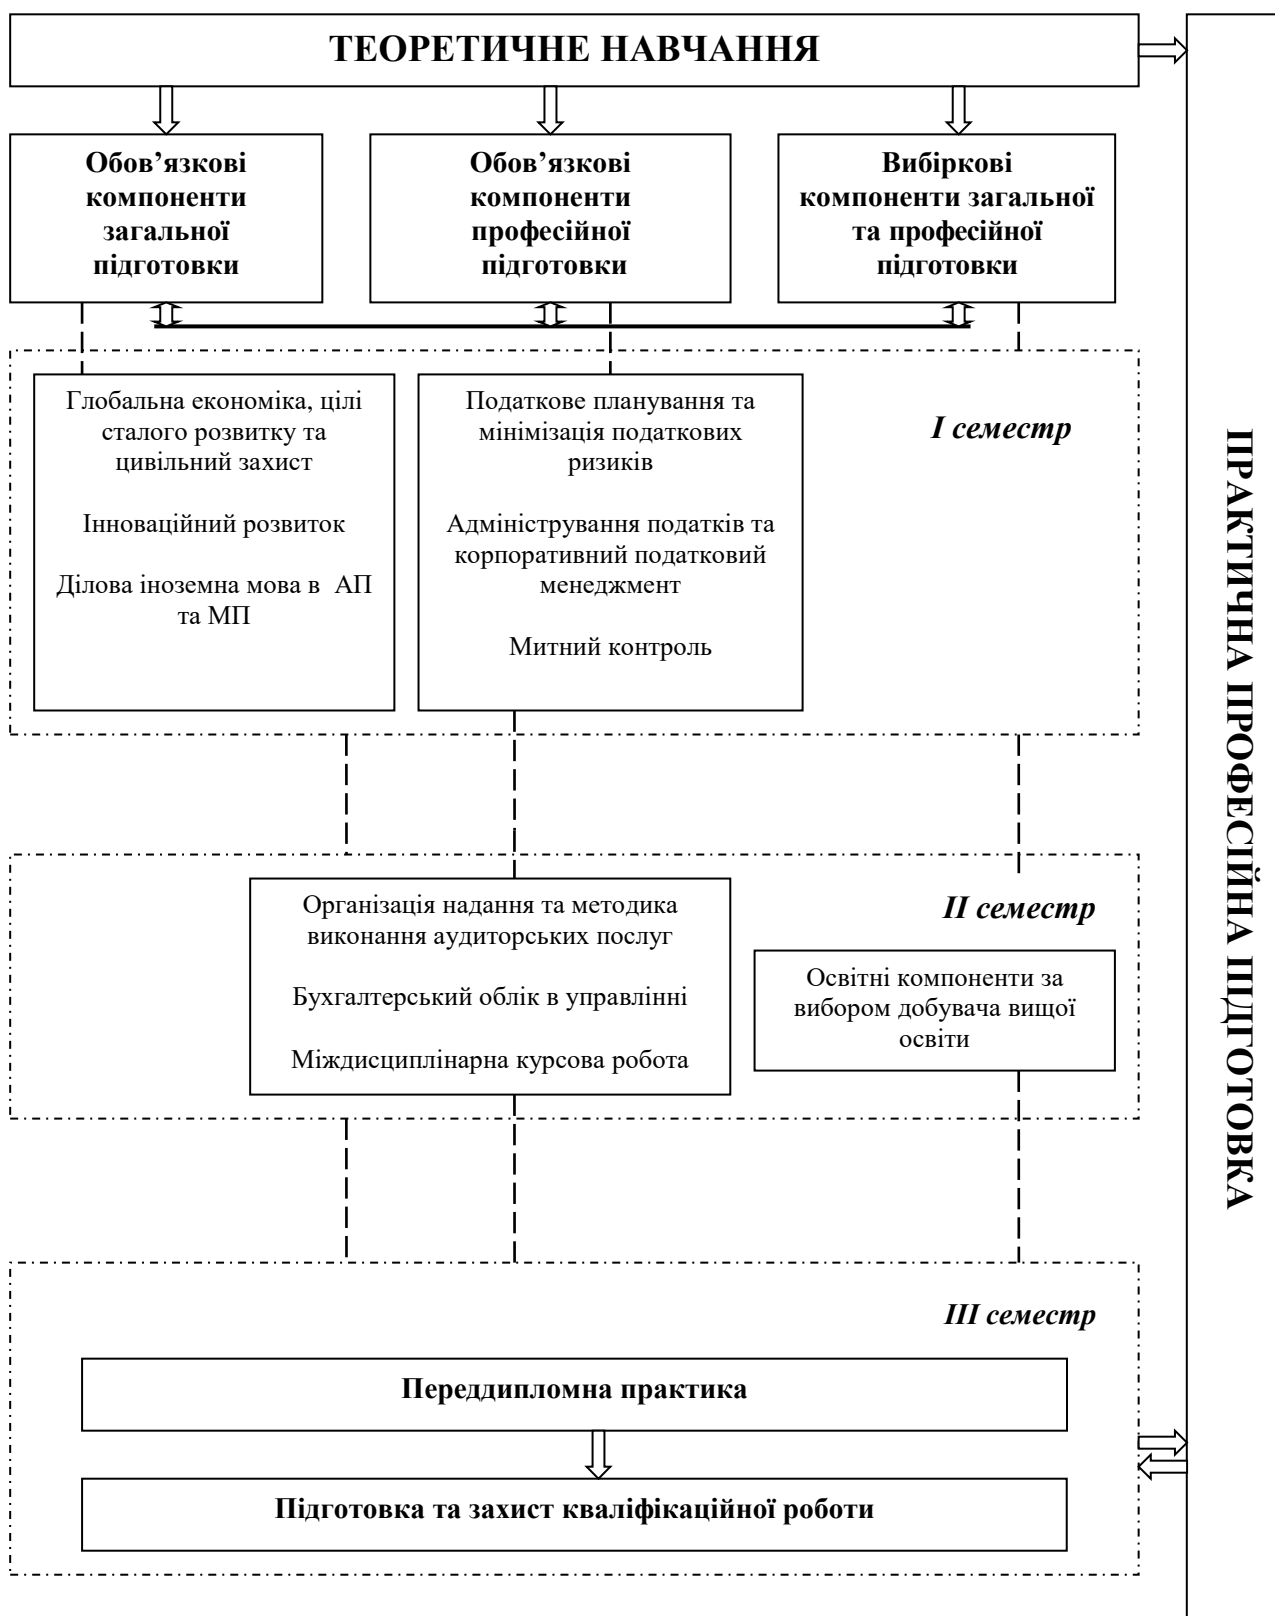 ТЕОРЕТИЧНЕ НАВЧАННЯ
Обов’язкові
компоненти
загальної
підготовки
Обов’язкові
компоненти
професійної
підготовки
Вибіркові
компоненти загальної
та професійної
підготовки
Глобальна економіка, цілі
сталого розвитку та
цивільний захист
Інноваційний розвиток
Ділова іноземна мова в АП
та МП
Податкове планування та
мінімізація податкових
ризиків
Адміністрування податків та
корпоративний податковий
менеджмент
Митний контроль
I семестр
Організація надання та методика
виконання аудиторських послуг
Бухгалтерський облік в управлінні
Міждисциплінарна курсова робота
II семестр
Освітні компоненти за
вибором добувача вищої
освіти
III семестр
Переддипломна практика
Підготовка та захист кваліфікаційної роботи
ПРАКТИЧНА ПРОФЕСІЙНА ПІДГОТОВКА